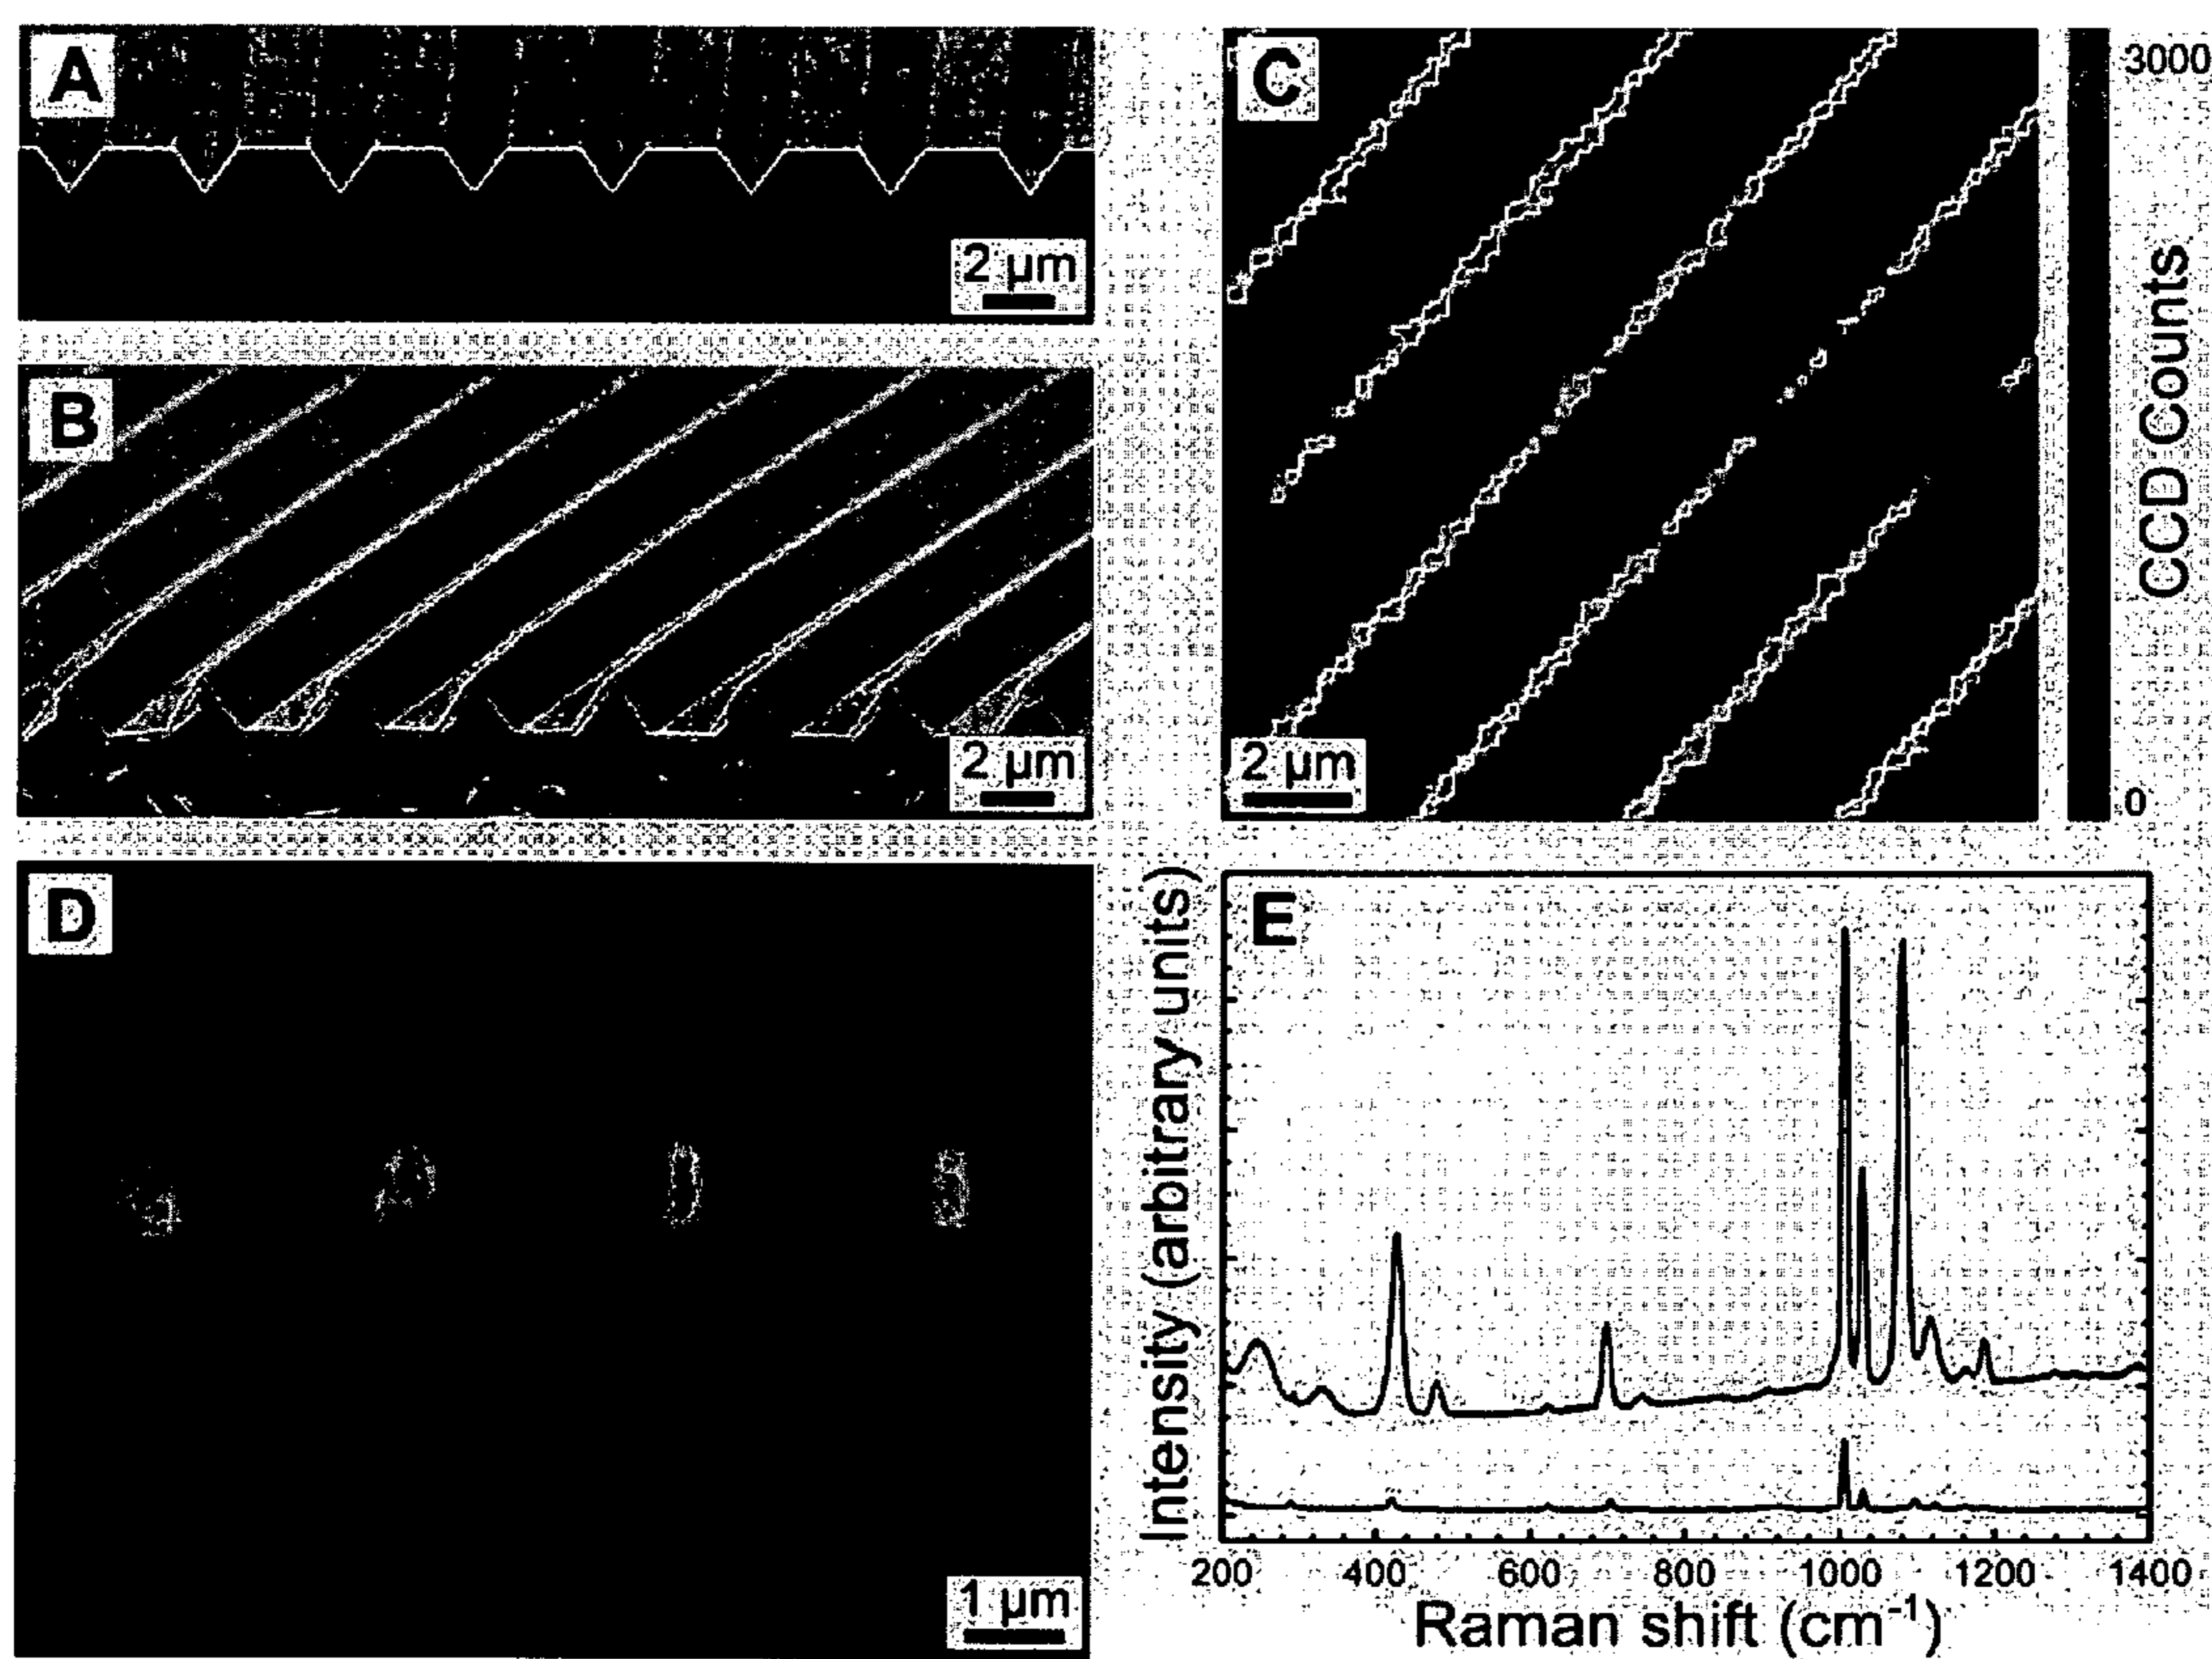 A
2 µm
B
2 µm
C
2 µm
3000
CCD Counts
0
D
1 µm
E
Intensity (arbitrary units)
200 400 600 800 1000 1200 1400
Raman shift (cm⁻¹)